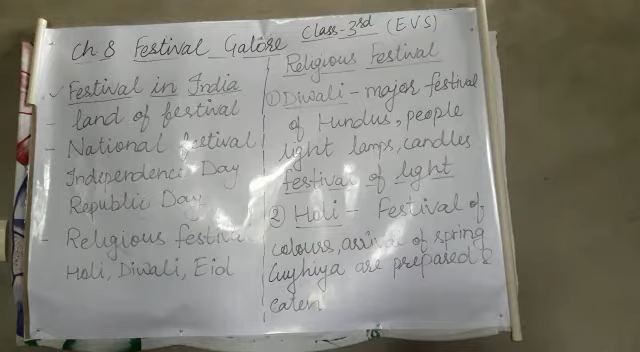 Ch 8 Festival Galore Class-3rd (EVS)
Festival in India
- land of festival
- National festival
Independence Day
Republic Day
- Religious festival
Holi, Diwali, Eid
Religious Festival
① Diwali - major festival
of Hundus, people
light lamps, candles
festival of light
② Holi - Festival of
colours, arrival of spring
Gujhiya are prepared &
eaten